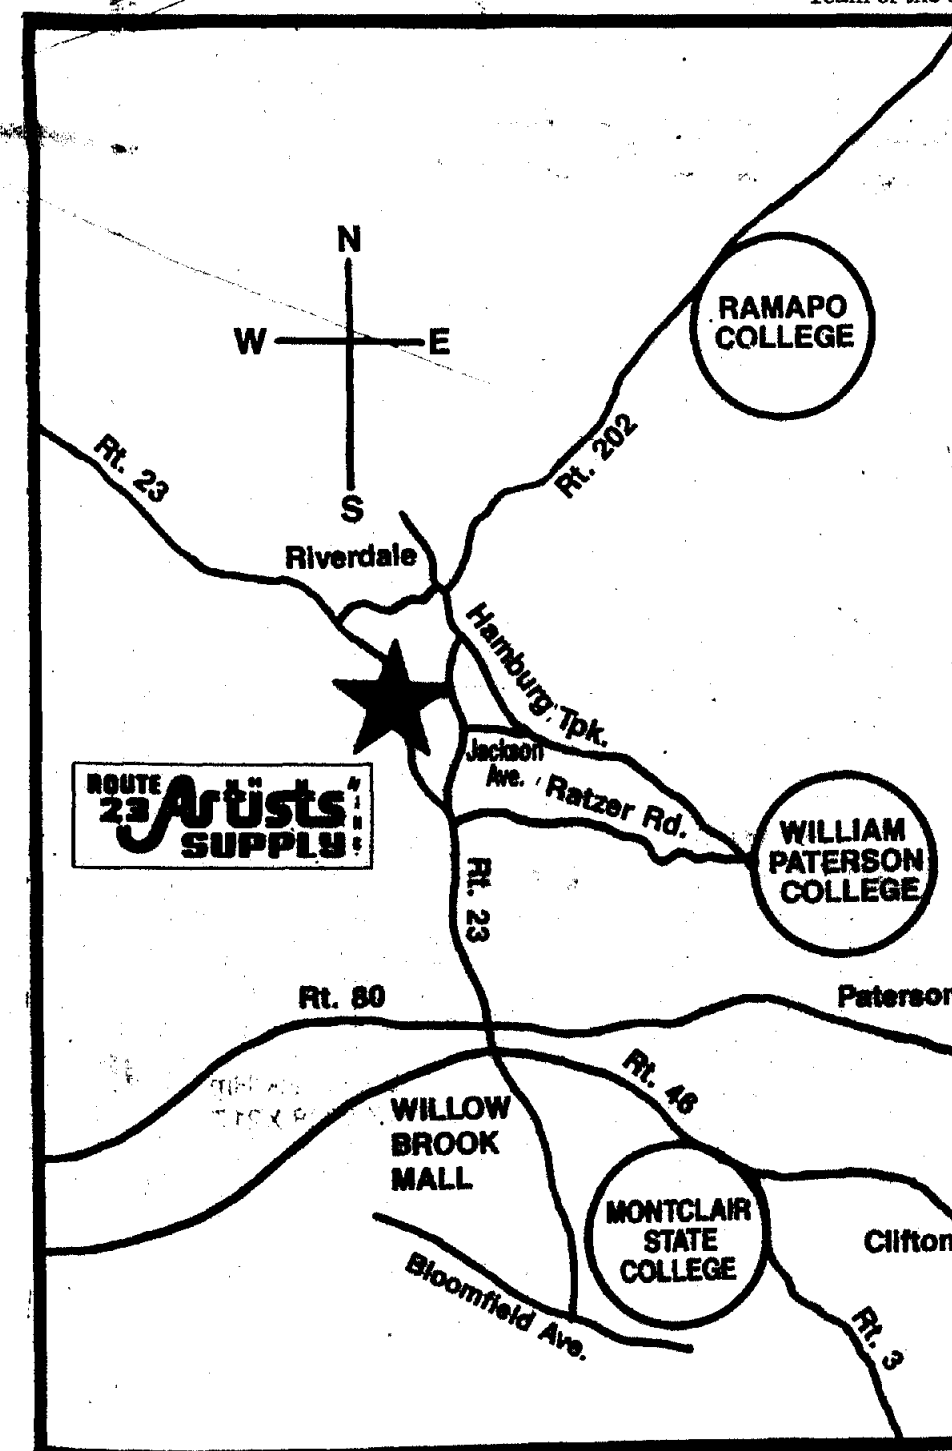 N
W E
S
RAMAPO
COLLEGE
Rt. 202
Rt. 23
Riverdale
Hamburg Tpk.
Jackson
Ave.
Ratzer Rd.
ROUTE
23 Artists
SUPPLY
WILLIAM
PATERSON
COLLEGE
Rt. 23
Rt. 80
Paterson
Rt. 46
WILLOW
BROOK
MALL
MONTCLAIR
STATE
COLLEGE
Clifton
Bloomfield Ave.
Rt. 3